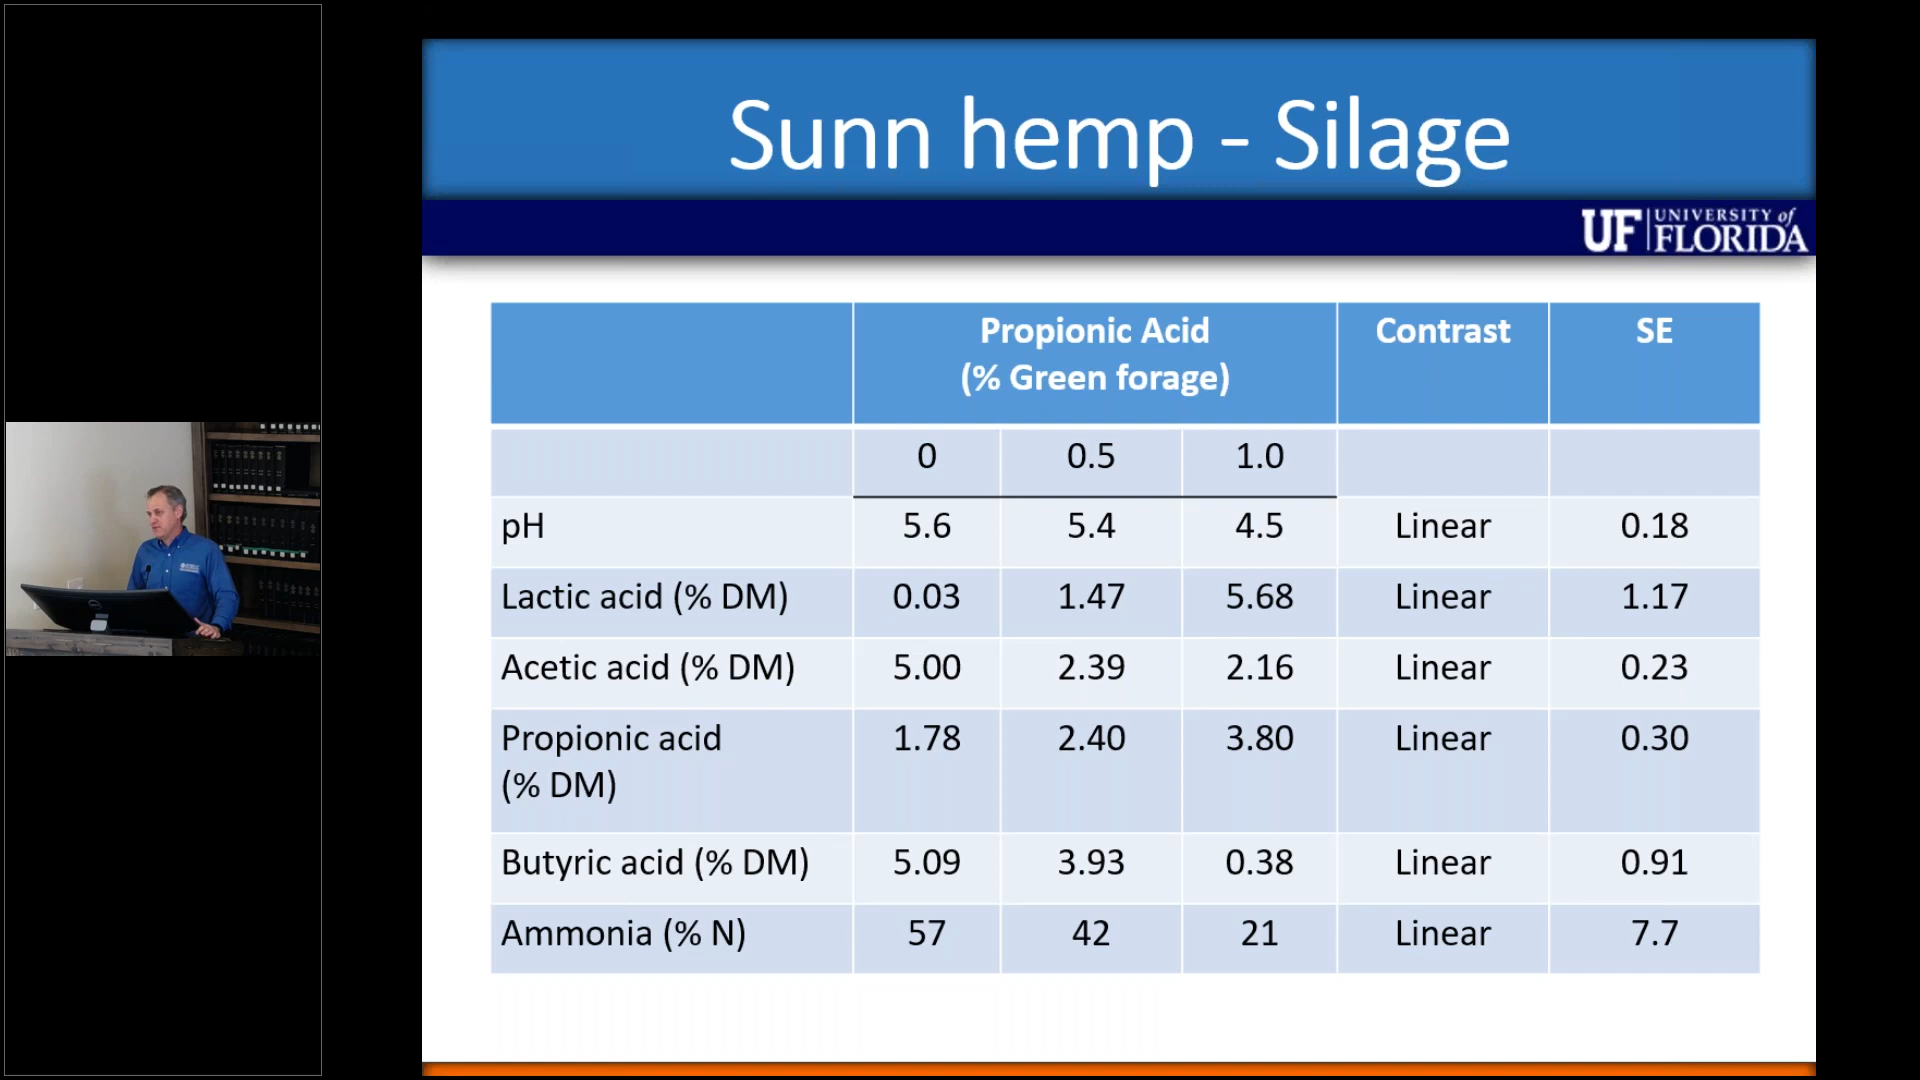 Sunn hemp - Silage
UF UNIVERSITY of
FLORIDA
Propionic Acid Contrast SE
(% Green forage)
0 0.5 1.0
pH 5.6 5.4 4.5 Linear 0.18
Lactic acid (% DM) 0.03 1.47 5.68 Linear 1.17
Acetic acid (% DM) 5.00 2.39 2.16 Linear 0.23
Propionic acid 1.78 2.40 3.80 Linear 0.30
(% DM)
Butyric acid (% DM) 5.09 3.93 0.38 Linear 0.91
Ammonia (% N) 57 42 21 Linear 7.7